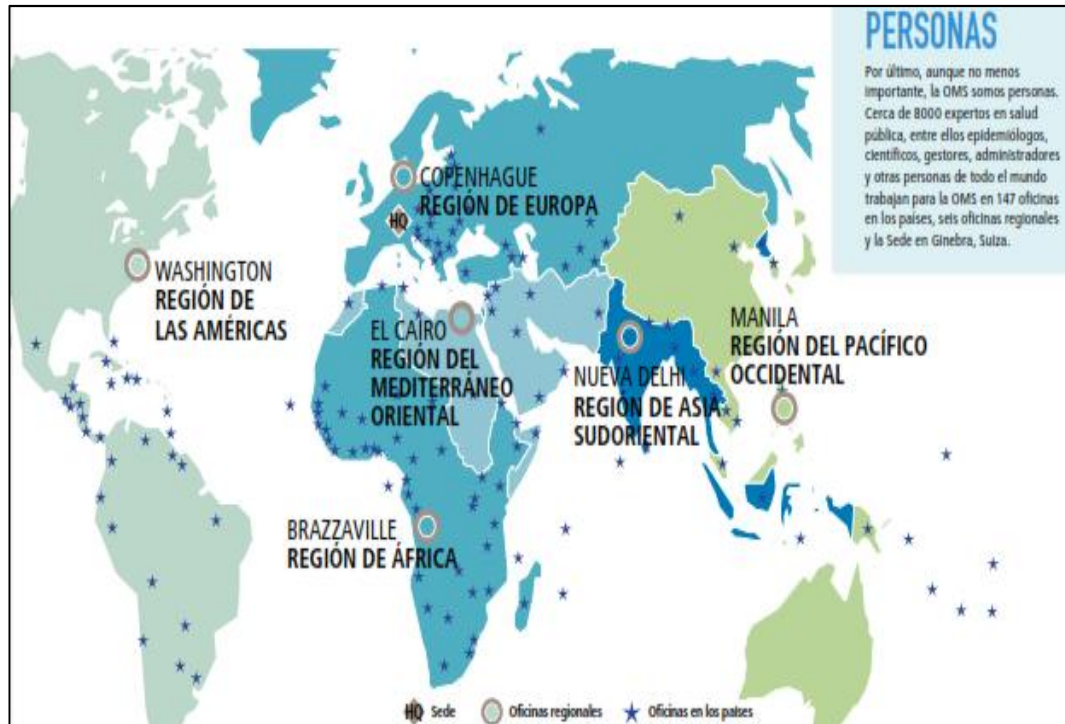 PERSONAS
Por último, aunque no menos
importante, la OMS somos personas.
Cerca de 8000 expertos en salud
pública, entre ellos epidemiólogos,
científicos, gestores, administradores
y otras personas de todo el mundo
trabajan para la OMS en 147 oficinas
en los países, seis oficinas regionales
y la Sede en Ginebra, Suiza.
COPENHAGUE
REGIÓN DE EUROPA
HQ
WASHINGTON
REGIÓN DE
LAS AMÉRICAS
EL CAIRO
REGIÓN DEL
MEDITERRÁNEO
ORIENTAL
NUEVA DELHI
REGIÓN DE ASIA
SUDORIENTAL
MANILA
REGIÓN DEL PACÍFICO
OCCIDENTAL
BRAZZAVILLE
REGIÓN DE ÁFRICA
HQ Sede Oficinas regionales Oficinas en los países